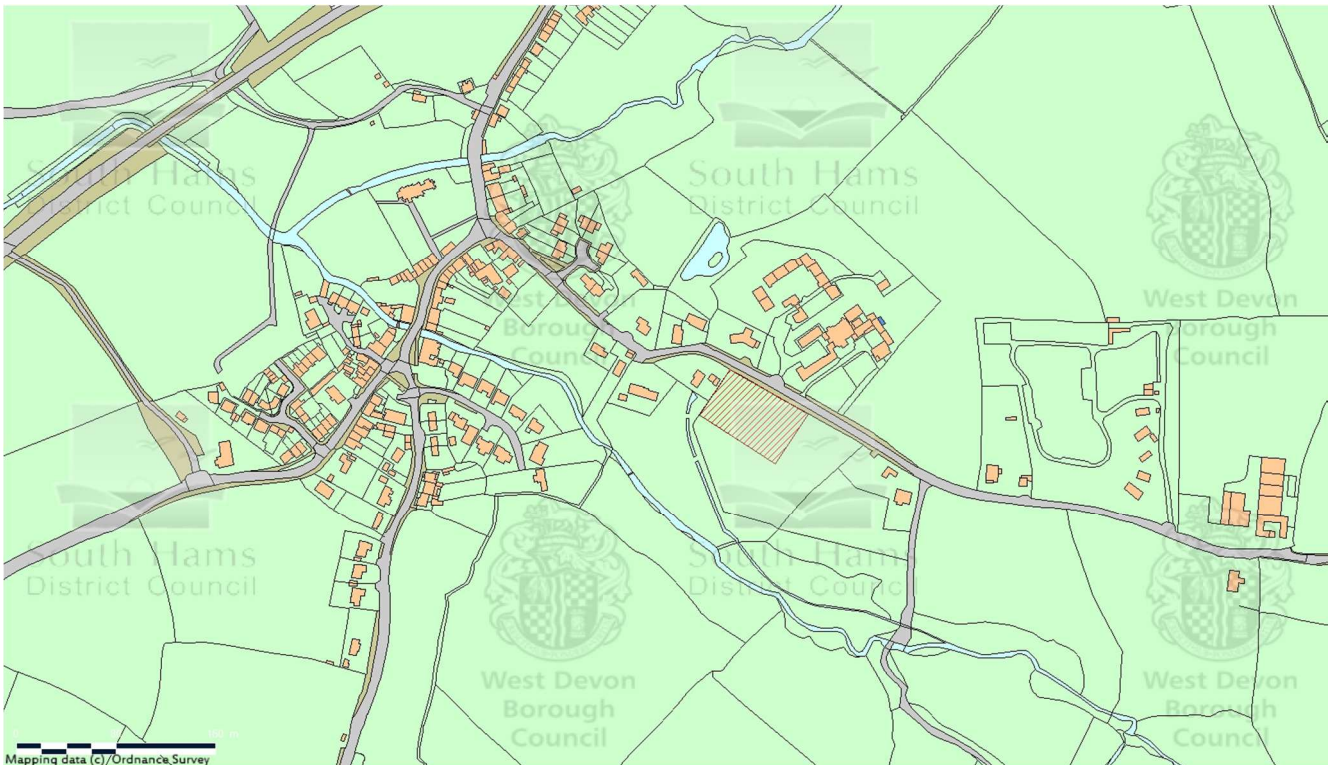 South Hams
District Council
South Hams
District Council
West Devon
Borough
Council
West Devon
Borough
Council
South Hams
District Council
South Hams
District Council
West Devon
Borough
Council
West Devon
Borough
Council
Mapping data (c)/Ordnance Survey